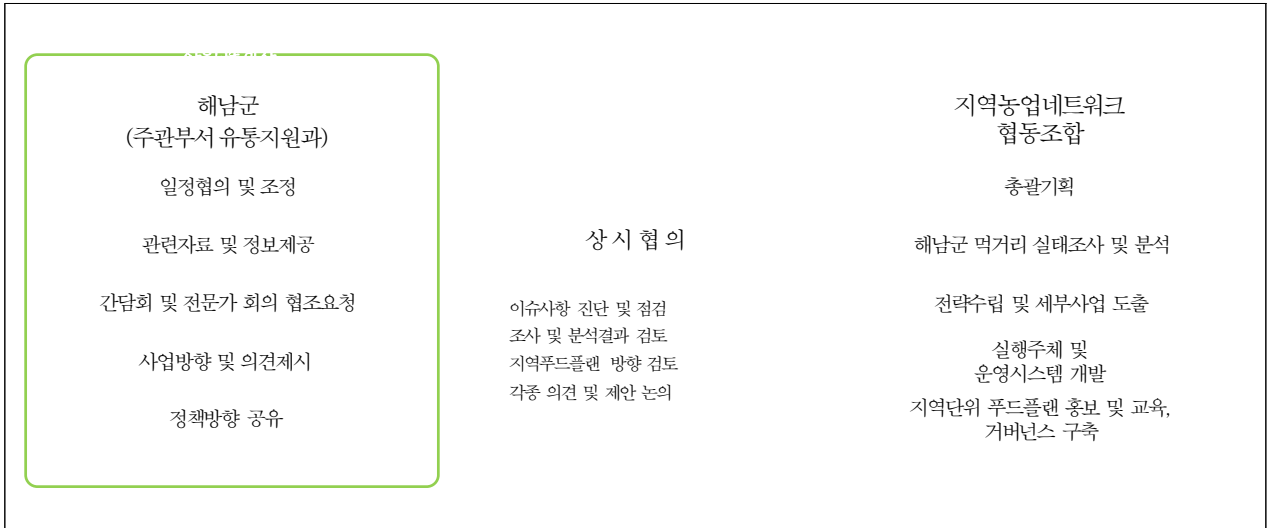 해남군
(주관부서 유통지원과)
일정협의 및 조정
관련자료 및 정보제공
간담회 및 전문가 회의 협조요청
사업방향 및 의견제시
정책방향 공유
상시협의
이슈사항 진단 및 점검
조사 및 분석결과 검토
지역푸드플랜 방향 검토
각종 의견 및 제안 논의
지역농업네트워크
협동조합
총괄기획
해남군 먹거리 실태조사 및 분석
전략수립 및 세부사업 도출
실행주체 및
운영시스템 개발
지역단위 푸드플랜 홍보 및 교육,
거버넌스 구축